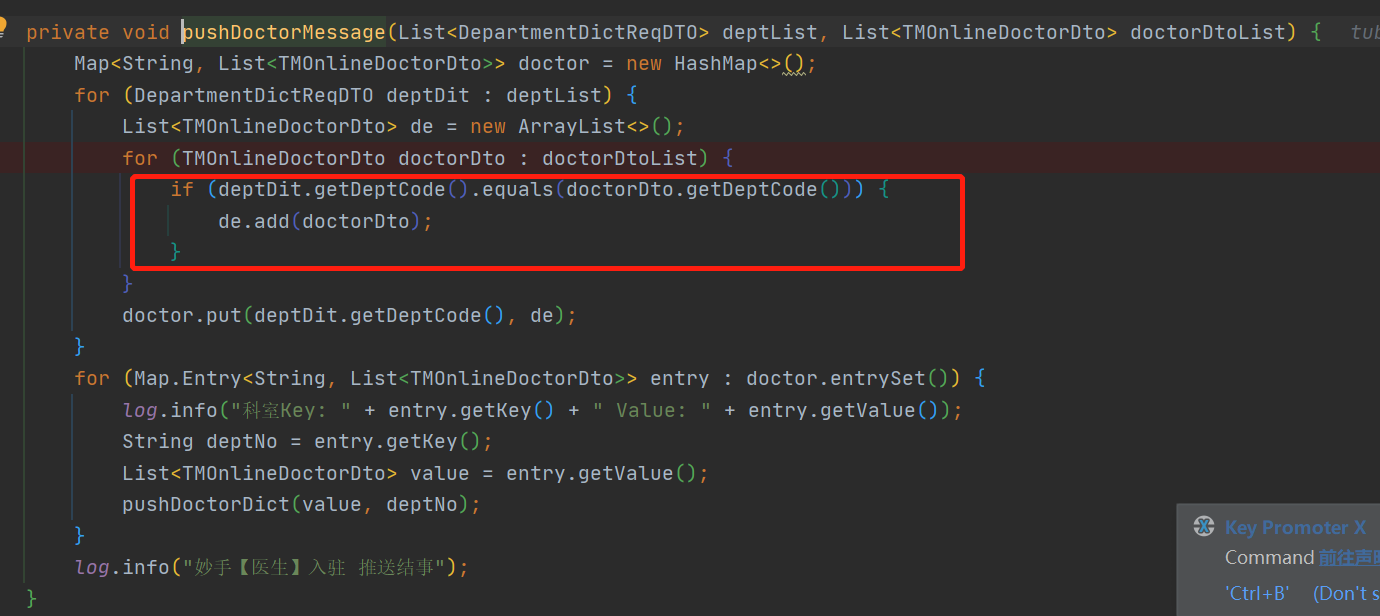 private void pushDoctorMessage(List<DepartmentDictReqDTO> deptList, List<TMOnlineDoctorDto> doctorDtoList) {
Map<String, List<TMOnlineDoctorDto>> doctor = new HashMap<>();
for (DepartmentDictReqDTO deptDit : deptList) {
List<TMOnlineDoctorDto> de = new ArrayList<>();
for (TMOnlineDoctorDto doctorDto : doctorDtoList) {
if (deptDit.getDeptCode().equals(doctorDto.getDeptCode())) {
de.add(doctorDto);
}
}
doctor.put(deptDit.getDeptCode(), de);
}
for (Map.Entry<String, List<TMOnlineDoctorDto>> entry : doctor.entrySet()) {
log.info("科室Key: " + entry.getKey() + " Value: " + entry.getValue());
String deptNo = entry.getKey();
List<TMOnlineDoctorDto> value = entry.getValue();
pushDoctorDict(value, deptNo);
}
log.info("妙手【医生】入驻 推送结事");
}
Key Promoter X
Command 前往声明
'Ctrl+B' (Don't s